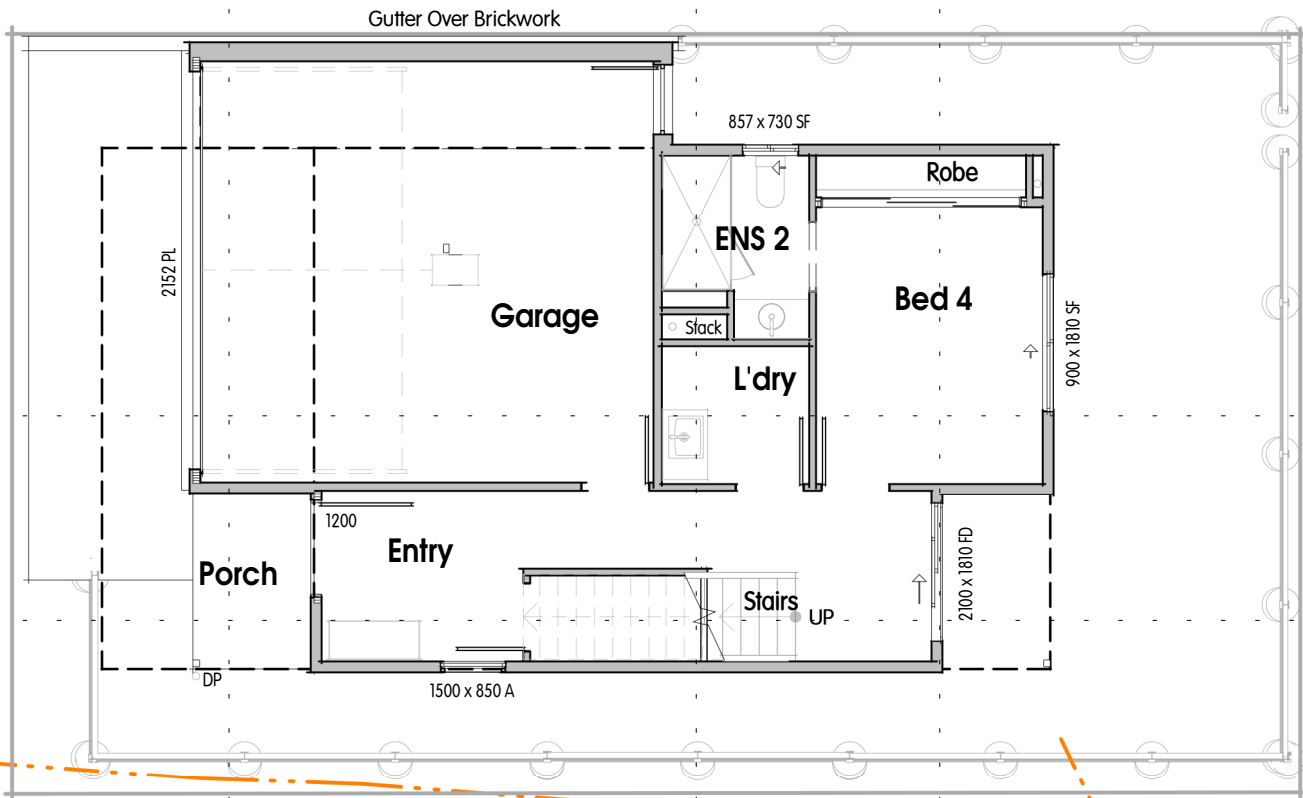 Gutter Over Brickwork
857 x 730 SF
Robe
ENS 2
2152 PL
Garage
Bed 4
Stack
900 x 1810 SF
L'dry
1200
Entry
Porch
2100 x 1810 FD
Stairs
UP
DP
1500 x 850 A